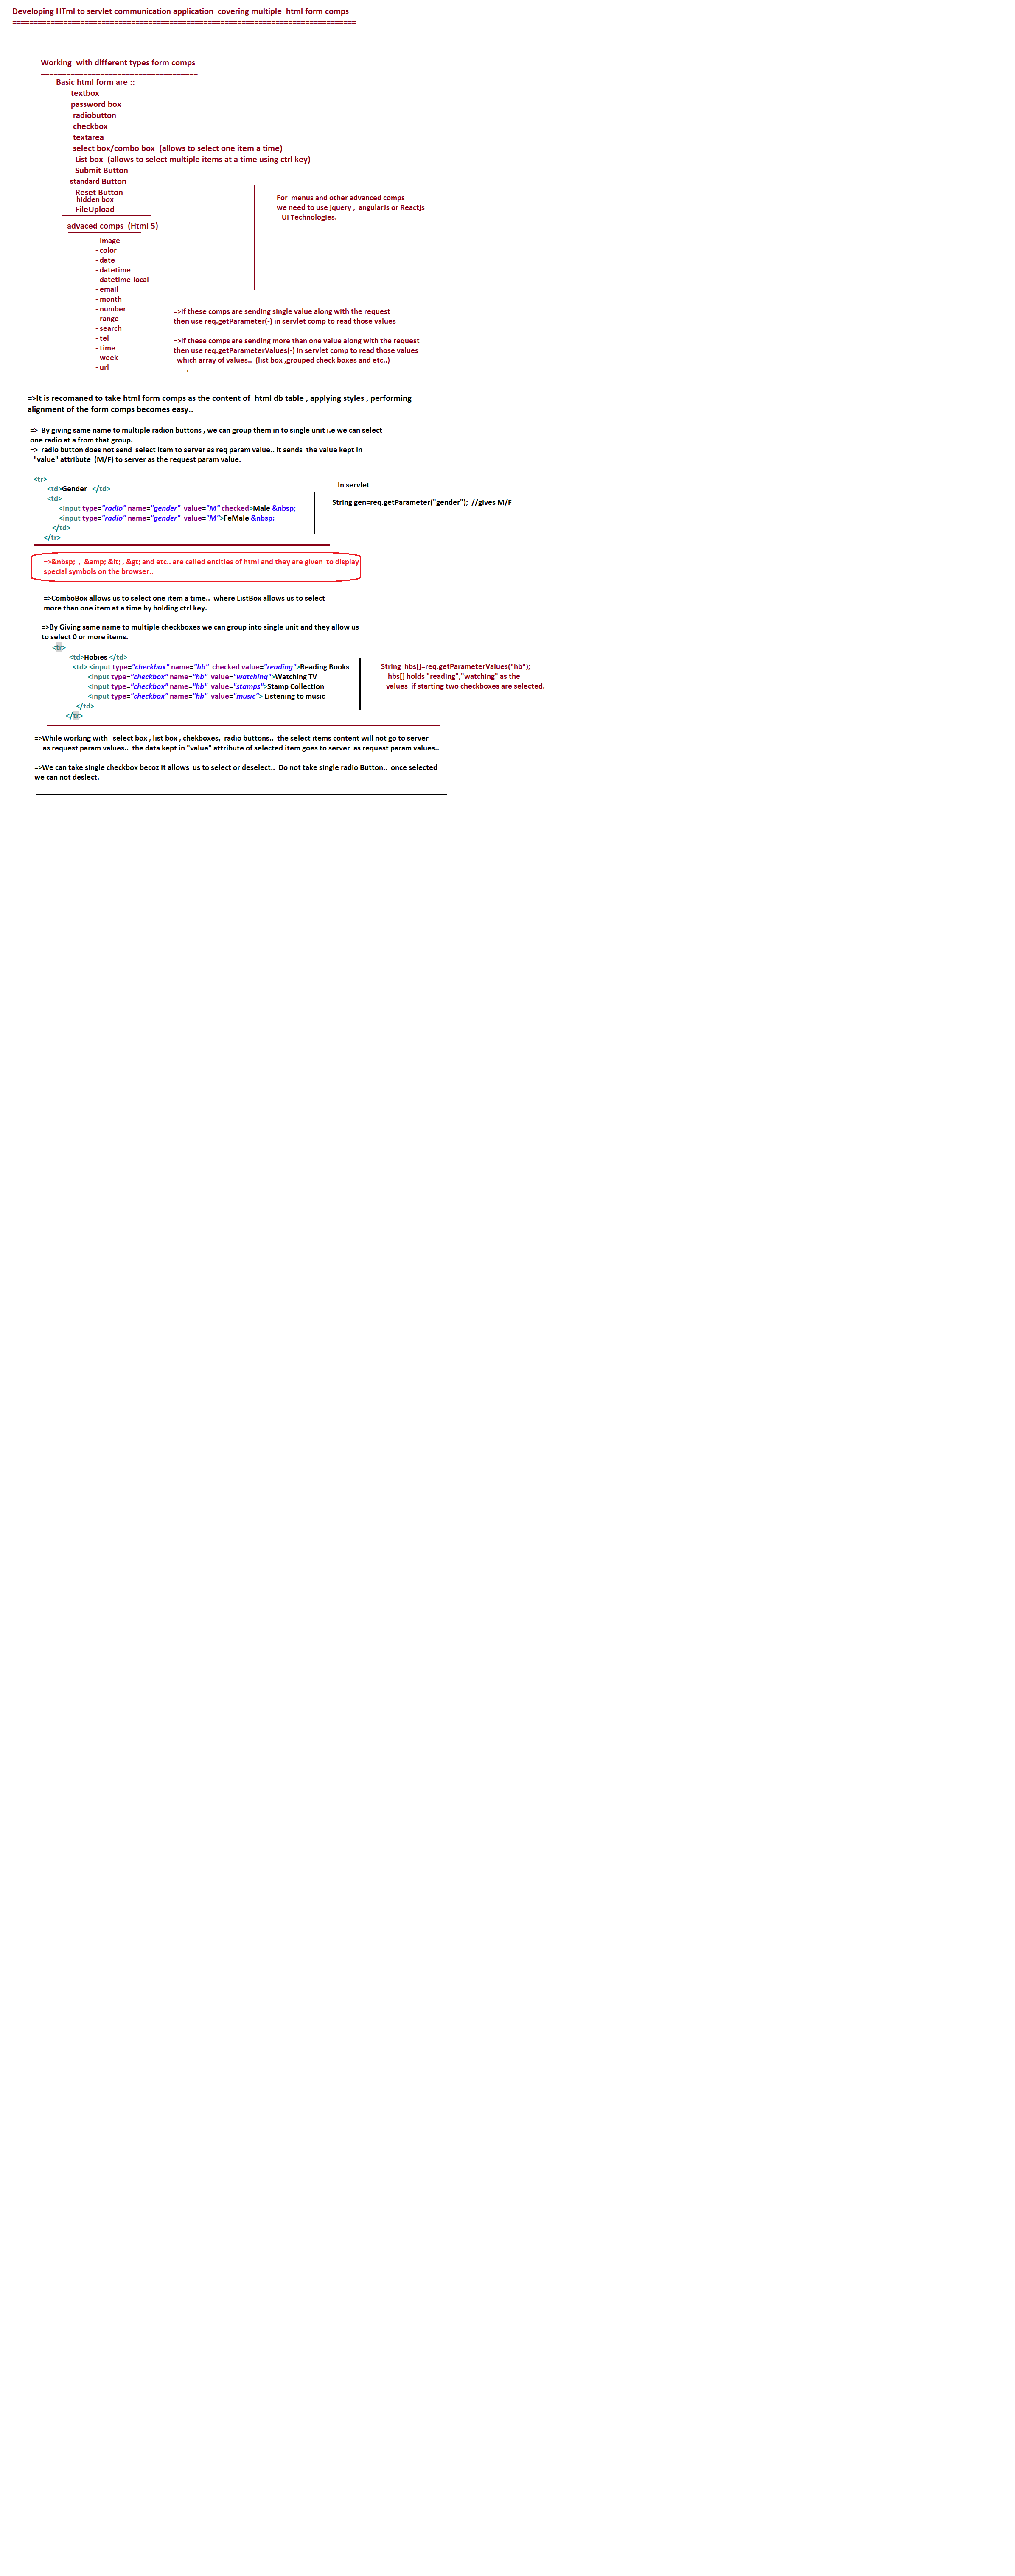 Developing HTml to servlet communication application  covering multiple  html form comps
=================================================================================
Working  with different types form comps
=====================================
Basic html form are ::
textbox
password box
radiobutton
checkbox
textarea
select box/combo box  (allows to select one item a time)
List box  (allows to select multiple items at a time using ctrl key)
Submit Button
standard Button
Reset Button
hidden box
FileUpload
For  menus and other advanced comps
we need to use jquery ,  angularJs or Reactjs
UI Technologies.
advaced comps  (Html 5)
- image
- color
- date
- datetime
- datetime-local
- email
- month
- number
- range
- search
- tel
- time
- week
- url
=>if these comps are sending single value along with the request
then use req.getParameter(-) in servlet comp to read those values
=>if these comps are sending more than one value along with the request
then use req.getParameterValues(-) in servlet comp to read those values
which array of values..  (list box ,grouped check boxes and etc..)
.
=>It is recomaned to take html form comps as the content of  html db table , applying styles , performing
alignment of the form comps becomes easy..
=>  By giving same name to multiple radion buttons , we can group them in to single unit i.e we can select
one radio at a from that group.
=>  radio button does not send  select item to server as req param value.. it sends  the value kept in
"value" attribute  (M/F) to server as the request param value.
<tr>
<td>Gender   </td>
<td>
<input type="radio" name="gender"  value="M" checked>Male &nbsp;
<input type="radio" name="gender"  value="M">FeMale &nbsp;
</td>
</tr>
In servlet
String gen=req.getParameter("gender");  //gives M/F
=>&nbsp;  ,  &amp; &lt; , &gt; and etc.. are called entities of html and they are given  to display
special symbols on the browser..
=>ComboBox allows us to select one item a time..  where ListBox allows us to select
more than one item at a time by holding ctrl key.
=>By Giving same name to multiple checkboxes we can group into single unit and they allow us
to select 0 or more items.
<tr>
<td>Hobies </td>
<td> <input type="checkbox" name="hb"  checked value="reading">Reading Books
<input type="checkbox" name="hb"  value="watching">Watching TV
<input type="checkbox" name="hb"  value="stamps">Stamp Collection
<input type="checkbox" name="hb"  value="music"> Listening to music
</td>
</tr>
String  hbs[]=req.getParameterValues("hb");
hbs[] holds "reading","watching" as the
values  if starting two checkboxes are selected.
=>While working with   select box , list box , chekboxes,  radio buttons..  the select items content will not go to server
as request param values..  the data kept in "value" attribute of selected item goes to server  as request param values..
=>We can take single checkbox becoz it allows  us to select or deselect..  Do not take single radio Button..  once selected
we can not deslect.